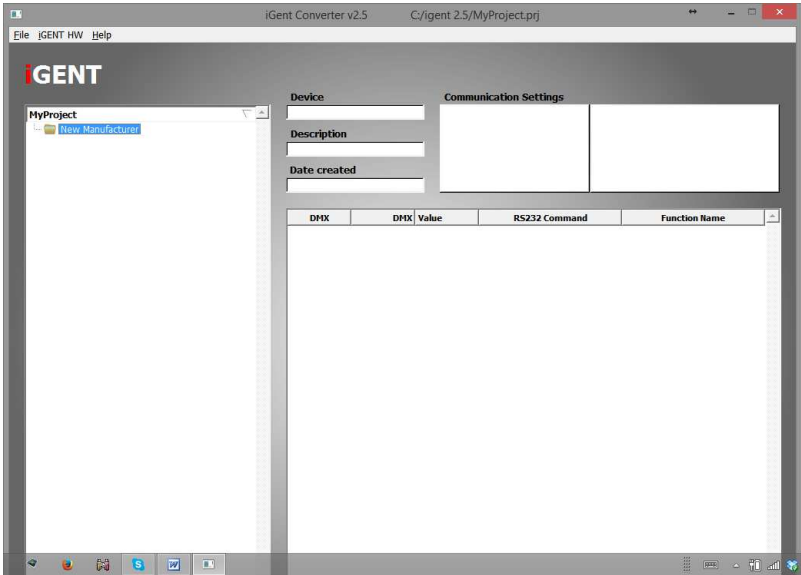 iGent Converter v2.5 C:/igent 2.5/MyProject.prj
File iGENT HW Help
iGENT
Device
Communication Settings
MyProject
New Manufacturer
Description
Date created
DMX DMX Value RS232 Command Function Name